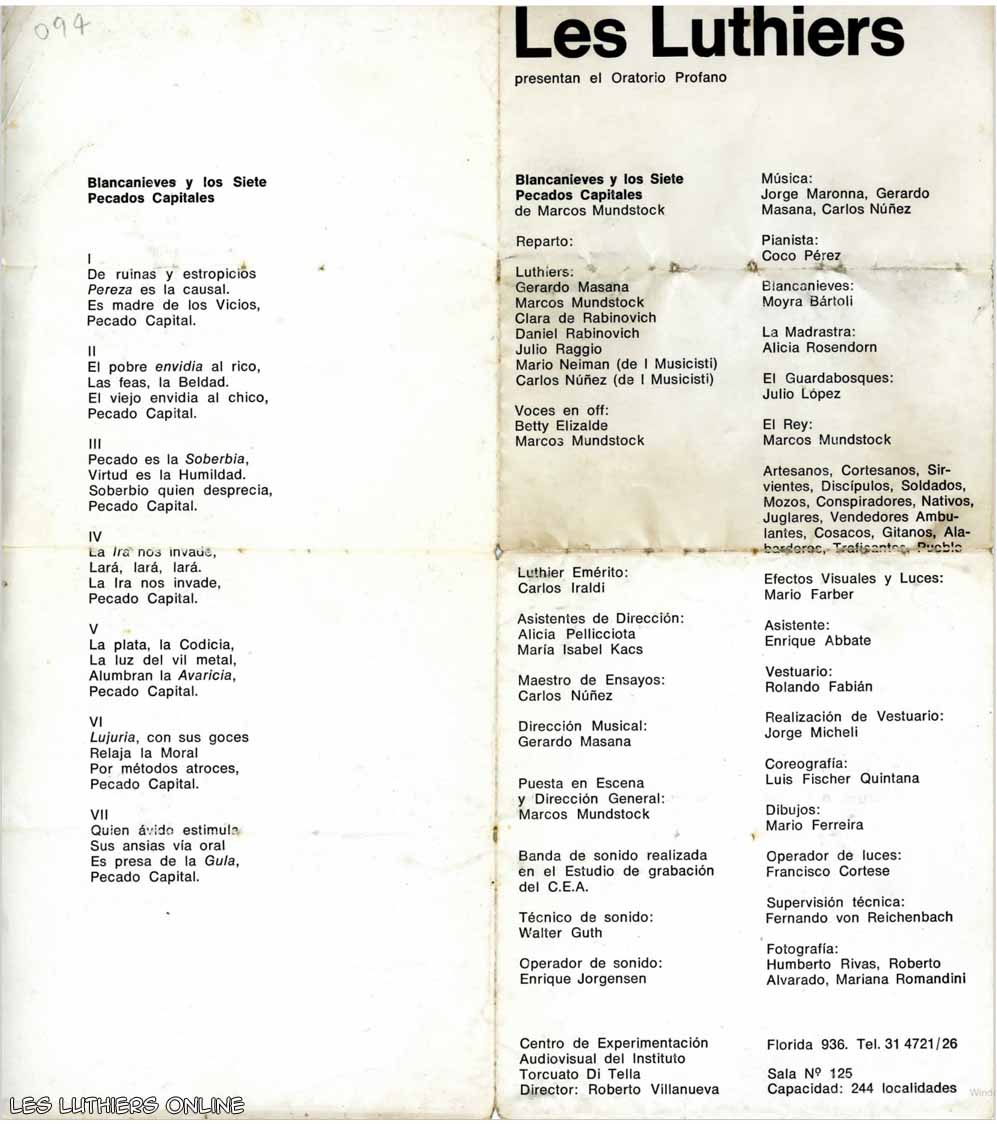 094
Blancanieves y los Siete
Pecados Capitales
I
De ruinas y estropicios
Pereza es la causal.
Es madre de los Vicios,
Pecado Capital.
II
El pobre envidia al rico,
Las feas, la Beldad.
El viejo envidia al chico,
Pecado Capital.
III
Pecado es la Soberbia,
Virtud es la Humildad.
Soberbio quien desprecia,
Pecado Capital.
IV
La Ira nos invade,
Lará, lará, lará.
La Ira nos invade,
Pecado Capital.
V
La plata, la Codicia,
La luz del vil metal,
Alumbran la Avaricia,
Pecado Capital.
VI
Lujuria, con sus goces
Relaja la Moral
Por métodos atroces,
Pecado Capital.
VII
Quien ávido estimula
Sus ansias vía oral
Es presa de la Gula,
Pecado Capital.
LES LUTHIERS ONLINE
Les Luthiers
presentan el Oratorio Profano
Blancanieves y los Siete
Pecados Capitales
de Marcos Mundstock
Reparto:
Luthiers:
Gerardo Masana
Marcos Mundstock
Clara de Rabinovich
Daniel Rabinovich
Julio Raggio
Mario Neiman (de I Musicisti)
Carlos Núñez (de I Musicisti)
Voces en off:
Betty Elizalde
Marcos Mundstock
Luthier Emérito:
Carlos Iraldi
Asistentes de Dirección:
Alicia Pellicciota
María Isabel Kacs
Maestro de Ensayos:
Carlos Núñez
Dirección Musical:
Gerardo Masana
Puesta en Escena
y Dirección General:
Marcos Mundstock
Banda de sonido realizada
en el Estudio de grabación
del C.E.A.
Técnico de sonido:
Walter Guth
Operador de sonido:
Enrique Jorgensen
Centro de Experimentación
Audiovisual del Instituto
Torcuato Di Tella
Director: Roberto Villanueva
Música:
Jorge Maronna, Gerardo
Masana, Carlos Núñez
Pianista:
Coco Pérez
Blancanieves:
Moyra Bártoli
La Madrastra:
Alicia Rosendorn
El Guardabosques:
Julio López
El Rey:
Marcos Mundstock
Artesanos, Cortesanos, Sir-
vientes, Discípulos, Soldados,
Mozos, Conspiradores, Nativos,
Juglares, Vendedores Ambu-
lantes, Cosacos, Gitanos, Ala-
barderos, Traficantes, Pueblo
Efectos Visuales y Luces:
Mario Farber
Asistente:
Enrique Abbate
Vestuario:
Rolando Fabián
Realización de Vestuario:
Jorge Micheli
Coreografía:
Luis Fischer Quintana
Dibujos:
Mario Ferreira
Operador de luces:
Francisco Cortese
Supervisión técnica:
Fernando von Reichenbach
Fotografía:
Humberto Rivas, Roberto
Alvarado, Mariana Romandini
Florida 936. Tel. 31 4721/26
Sala Nº 125
Capacidad: 244 localidades